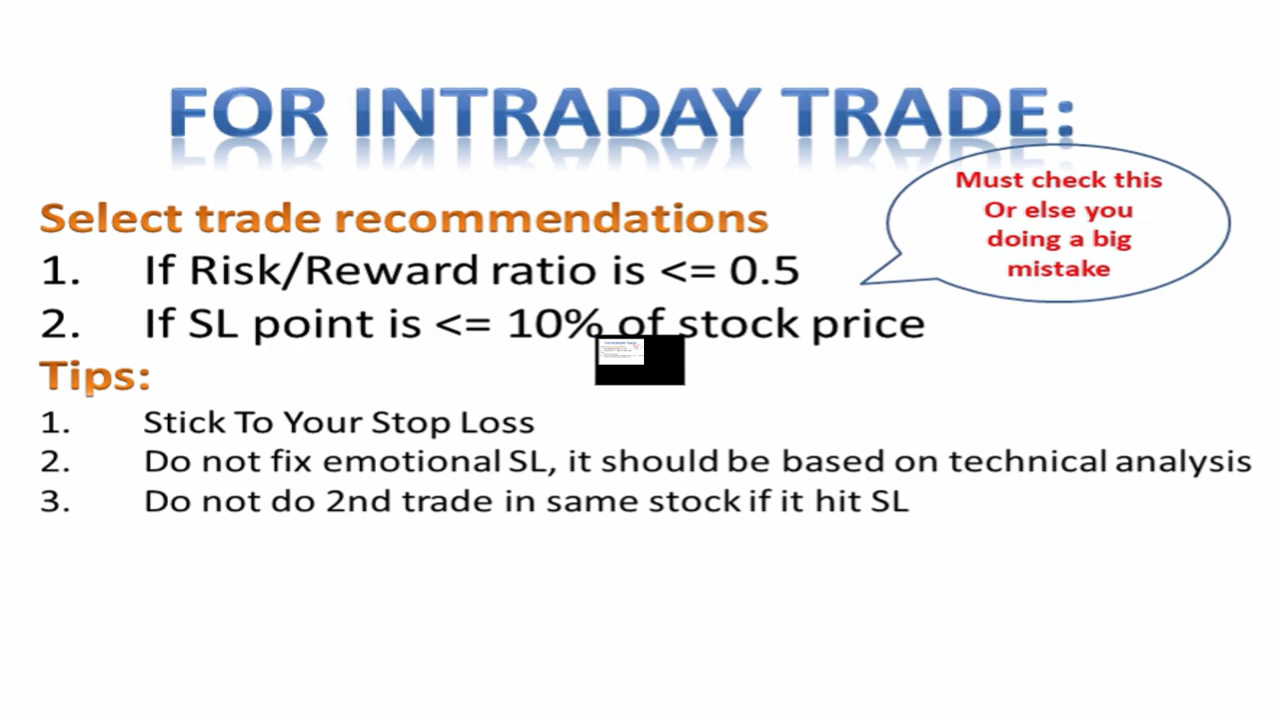 FOR INTRADAY TRADE:
Must check this
Or else you
doing a big
mistake
Select trade recommendations
1. If Risk/Reward ratio is <= 0.5
2. If SL point is <= 10% of stock price
Tips:
1. Stick To Your Stop Loss
2. Do not fix emotional SL, it should be based on technical analysis
3. Do not do 2nd trade in same stock if it hit SL